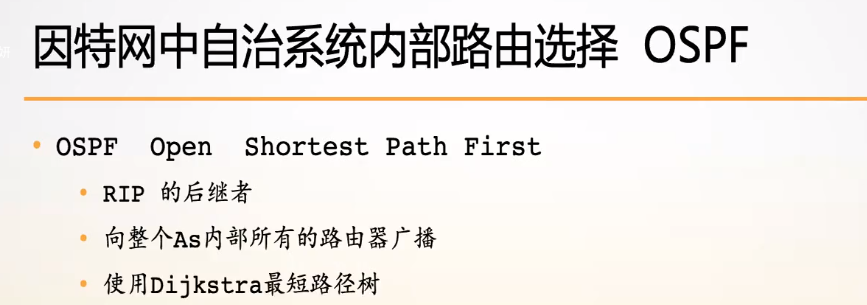 因特网中自治系统内部路由选择 OSPF
OSPF Open Shortest Path First
RIP 的后继者
向整个As内部所有的路由器广播
使用Dijkstra最短路径树